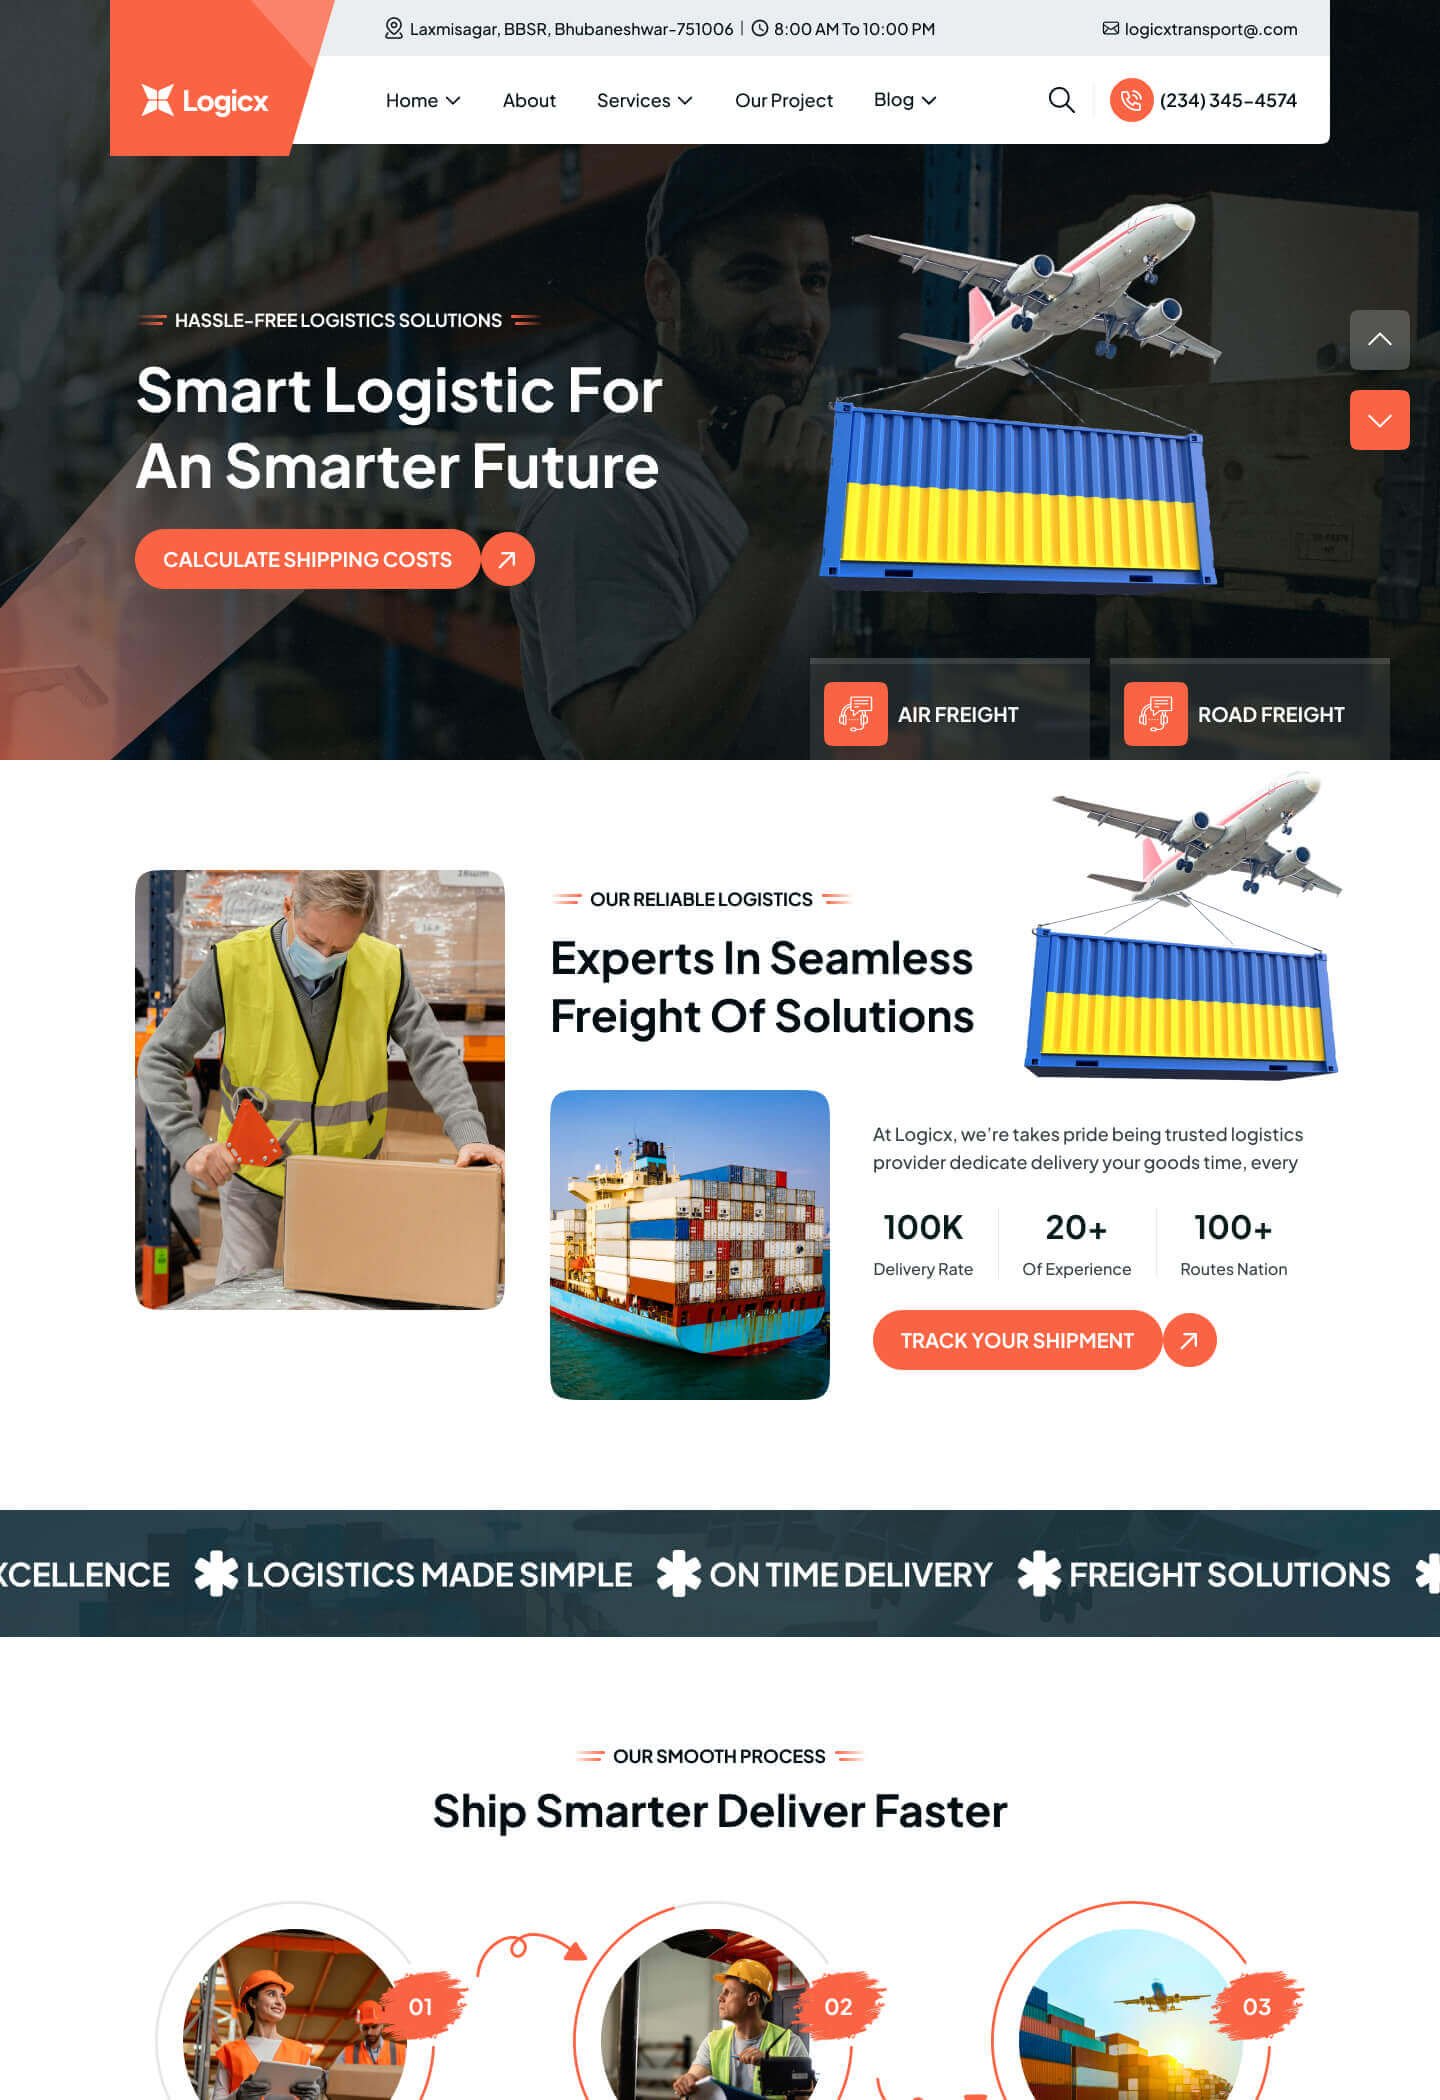 Laxmisagar, BBSR, Bhubaneshwar-751006 | 8:00 AM To 10:00 PM
logicxtransport@.com
Logicx
Home
About
Services
Our Project
Blog
(234) 345-4574
HASSLE-FREE LOGISTICS SOLUTIONS
Smart Logistic For
An Smarter Future
CALCULATE SHIPPING COSTS
AIR FREIGHT
ROAD FREIGHT
OUR RELIABLE LOGISTICS
Experts In Seamless
Freight Of Solutions
At Logicx, we're takes pride being trusted logistics
provider dedicate delivery your goods time, every
100K
Delivery Rate
20+
Of Experience
100+
Routes Nation
TRACK YOUR SHIPMENT
XCELLENCE LOGISTICS MADE SIMPLE ON TIME DELIVERY FREIGHT SOLUTIONS
OUR SMOOTH PROCESS
Ship Smarter Deliver Faster
01
02
03